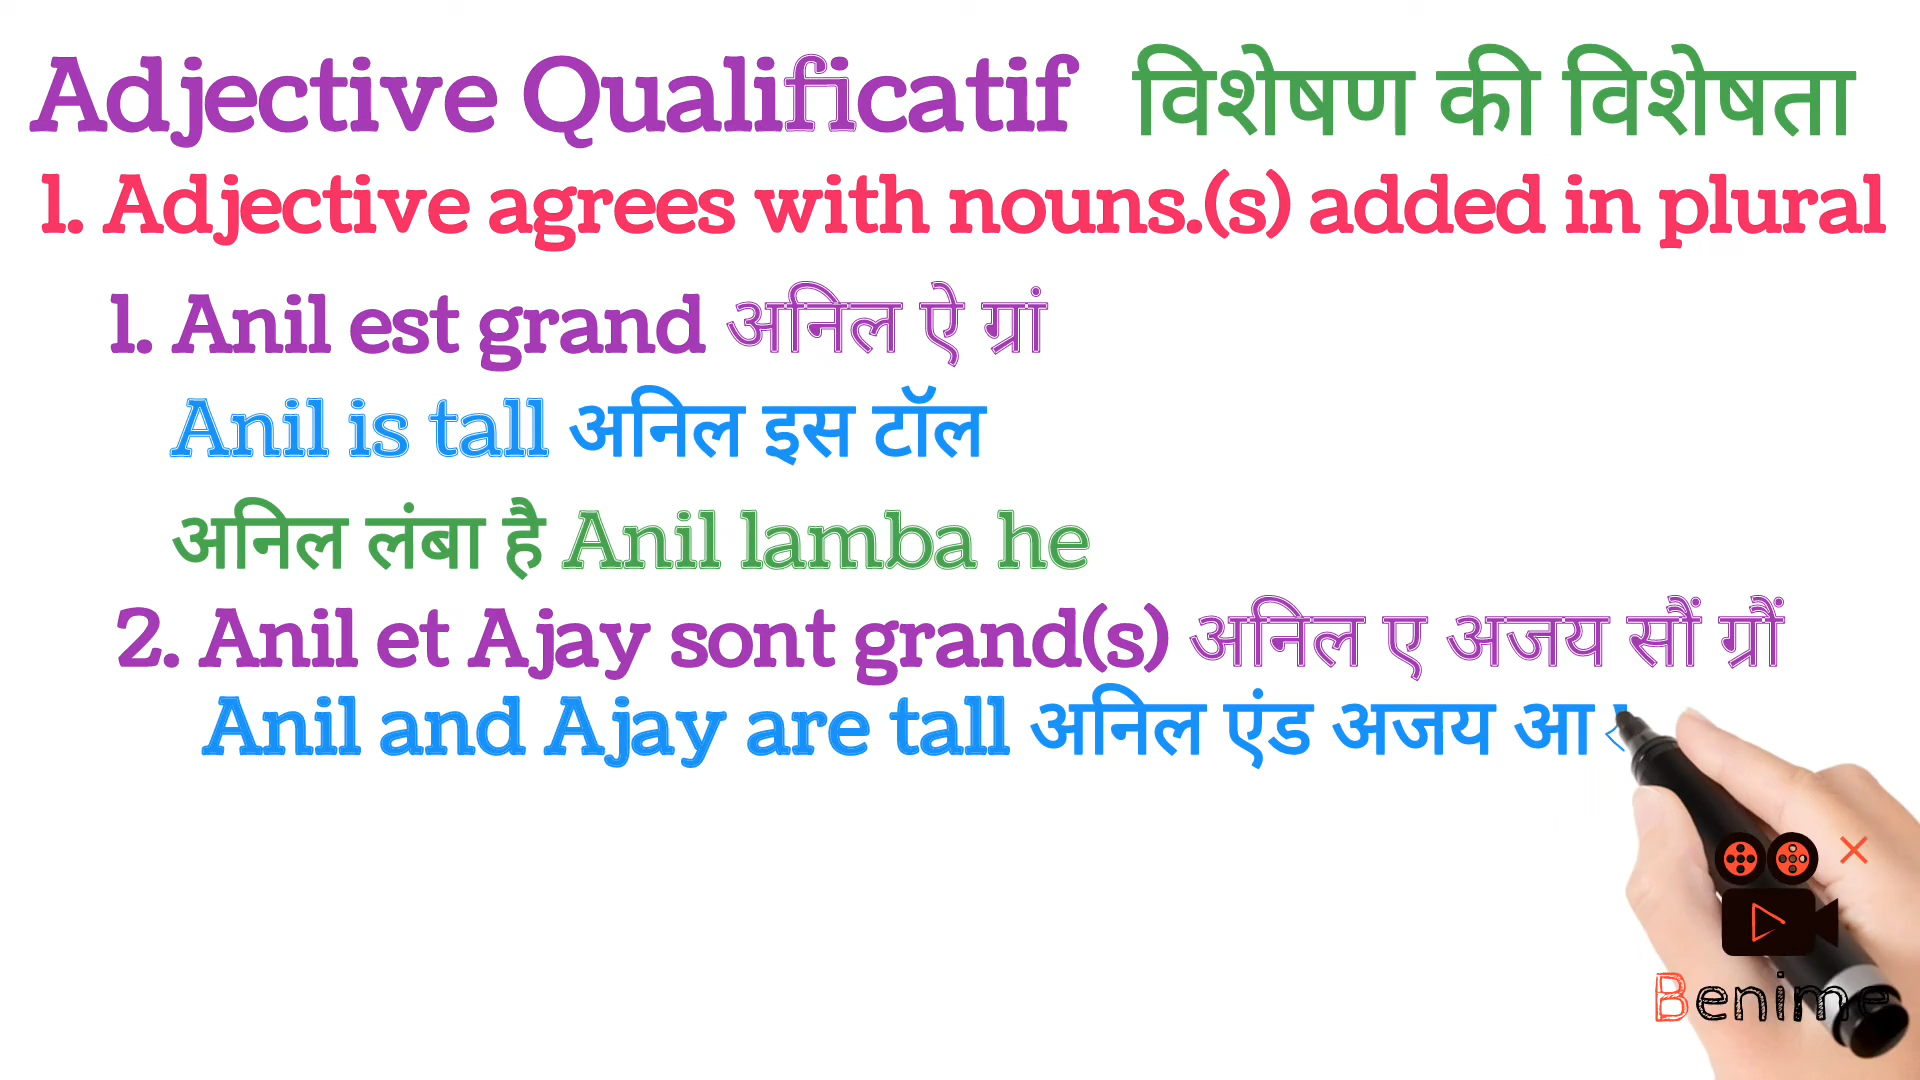 Adjective Qualificatif विशेषण की विशेषता
1. Adjective agrees with nouns.(s) added in plural
1. Anil est grand अनिल ऐ ग्रां
Anil is tall अनिल इस टॉल
अनिल लंबा है Anil lamba he
2. Anil et Ajay sont grand(s) अनिल ए अजय सौं ग्रौं
Anil and Ajay are tall अनिल एंड अजय आ
Benime